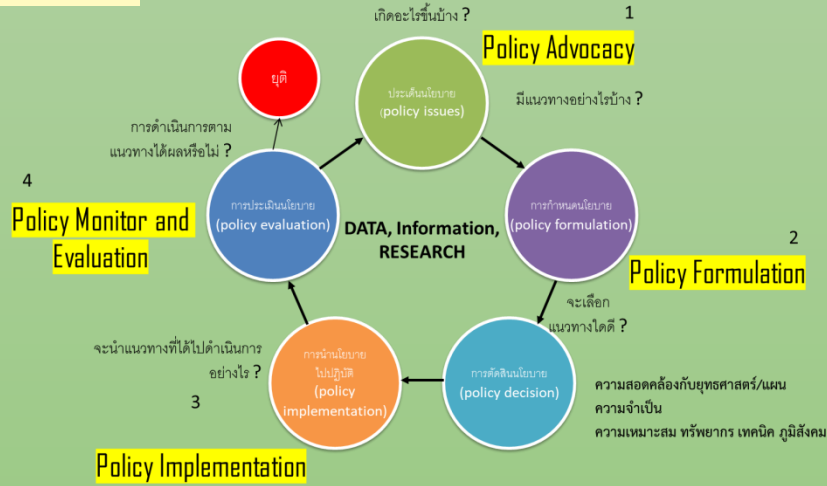 เกิดอะไรขึ้นบ้าง ?
1
Policy Advocacy
ประเด็นนโยบาย
(policy issues)
มีแนวทางอย่างไรบ้าง ?
ยุติ
การดำเนินการตาม
แนวทางได้ผลหรือไม่ ?
4
Policy Monitor and
Evaluation
การประเมินนโยบาย
(policy evaluation)
DATA, Information,
RESEARCH
การกำหนดนโยบาย
(policy formulation)
2
Policy Formulation
จะเลือก
แนวทางใดดี ?
การตัดสินนโยบาย
(policy decision)
ความสอดคล้องกับยุทธศาสตร์/แผน
ความจำเป็น
ความเหมาะสม ทรัพยากร เทคนิค ภูมิสังคม
จะนำแนวทางที่ได้ไปดำเนินการ
อย่างไร ?
การนำนโยบาย
ไปปฏิบัติ
(policy
implementation)
3
Policy Implementation